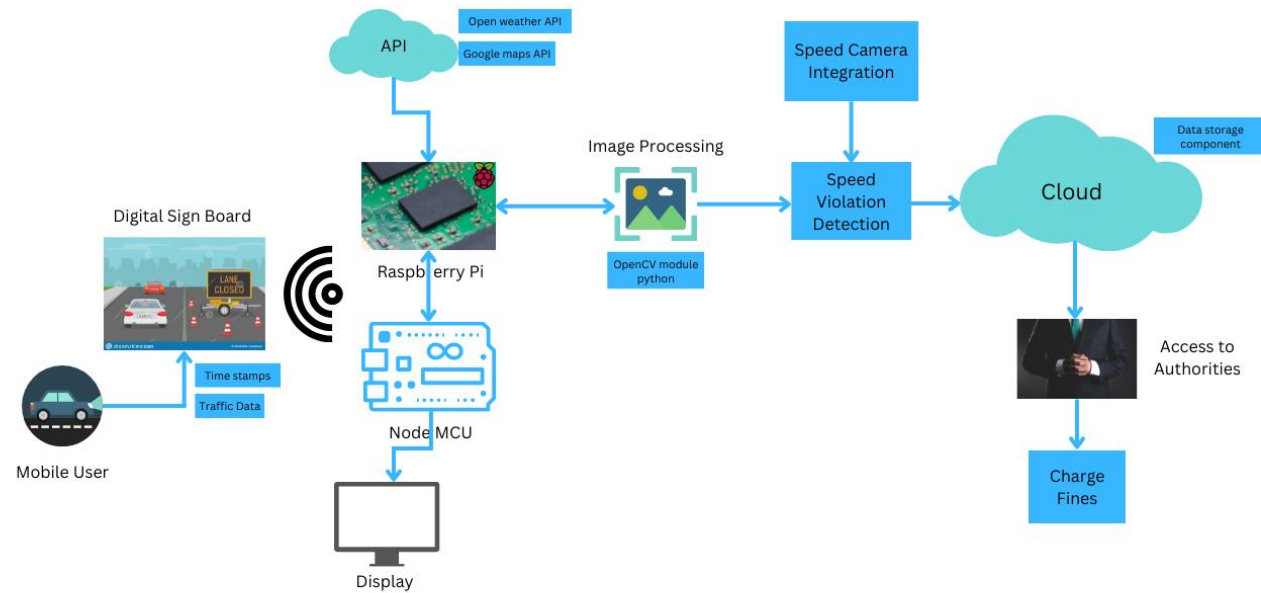 API
Open weather API
Google maps API
Speed Camera
Integration
Image Processing
Data storage
component
Speed
Violation
Detection
Cloud
Digital Sign Board
LANE
CLOSED
OpenCV module
python
Raspberry Pi
Time stamps
Traffic Data
Mobile User
Node MCU
Display
Access to
Authorities
Charge
Fines